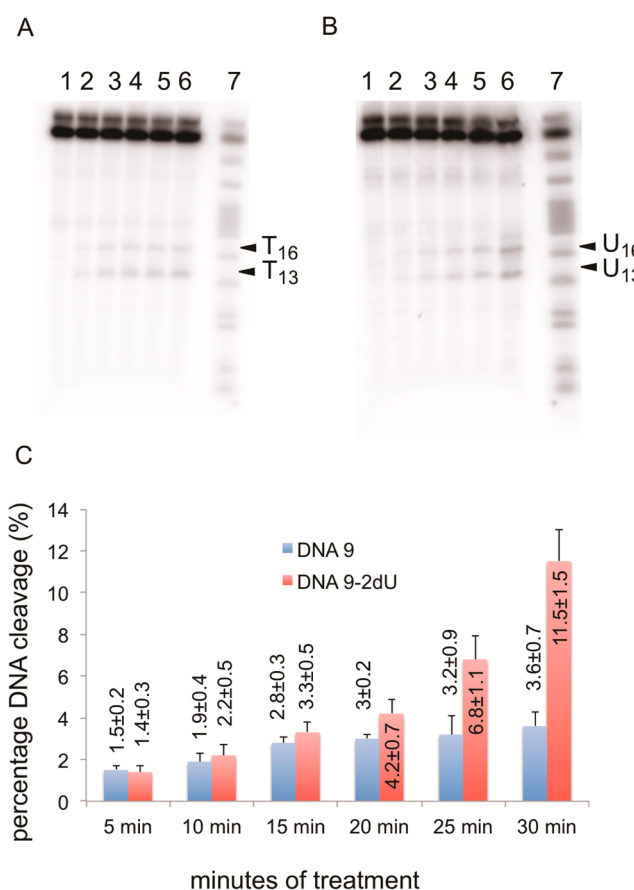 A
B
1 2 3 4 5 6 7
1 2 3 4 5 6 7
T16
T13
U16
U13
C
percentage DNA cleavage (%)
14
12
10
8
6
4
2
0
DNA 9
DNA 9-2dU
1.5±0.2
1.4±0.3
1.9±0.4
2.2±0.5
2.8±0.3
3.3±0.5
3±0.2
4.2±0.7
3.2±0.9
6.8±1.1
3.6±0.7
11.5±1.5
5 min 10 min 15 min 20 min 25 min 30 min
minutes of treatment